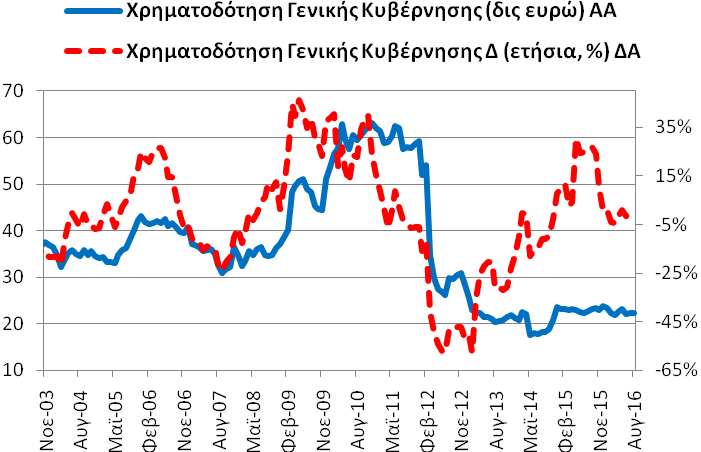 Χρηματοδότηση Γενικής Κυβέρνησης (δις ευρώ) ΑΑ
Χρηματοδότηση Γενικής Κυβέρνησης Δ (ετήσια, %) ΔΑ
70
60
50
40
30
20
10
35%
15%
-5%
-25%
-45%
-65%
Νοε-03
Αυγ-04
Μαϊ-05
Φεβ-06
Νοε-06
Αυγ-07
Μαϊ-08
Φεβ-09
Νοε-09
Αυγ-10
Μαϊ-11
Φεβ-12
Νοε-12
Αυγ-13
Μαϊ-14
Φεβ-15
Νοε-15
Αυγ-16